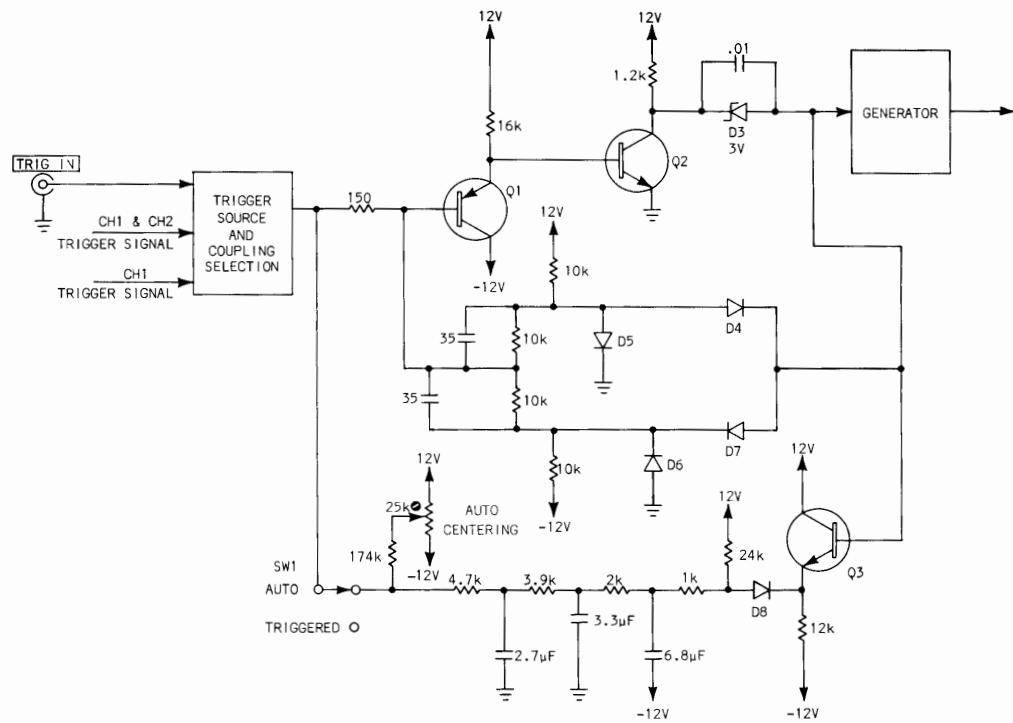 12V
12V
.01
1.2k
16k
D3
3V
GENERATOR
Q2
TRIG IN
Q1
TRIGGER
SOURCE
AND
COUPLING
SELECTION
150
CH1 & CH2
TRIGGER SIGNAL
CH1
TRIGGER SIGNAL
-12V
12V
10k
D4
35
10k
D5
35
10k
D7
10k
D6
-12V
12V
25k
AUTO
CENTERING
174k
-12V
12V
24k
12V
Q3
SW1
AUTO
4.7k
3.9k
2k
1k
D8
TRIGGERED
2.7µF
3.3µF
6.8µF
12k
-12V
-12V